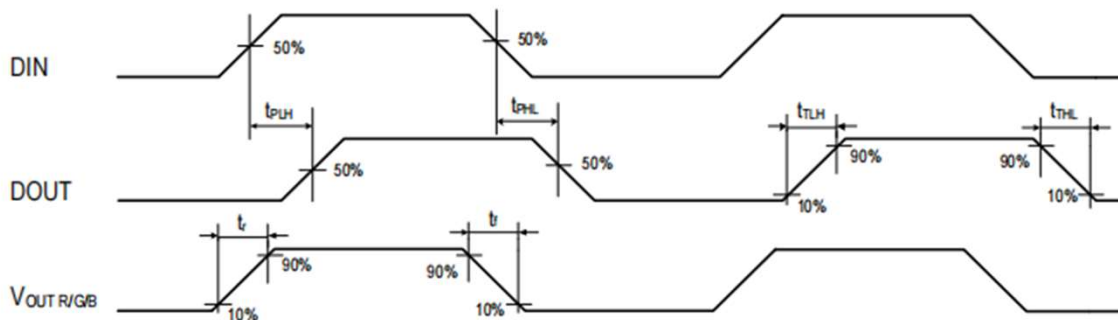 DIN
50%
50%
tPLH
tPHL
tTLH
tTHL
DOUT
50%
50%
90%
90%
10%
10%
tr
tf
VOUT R/G/B
90%
90%
10%
10%